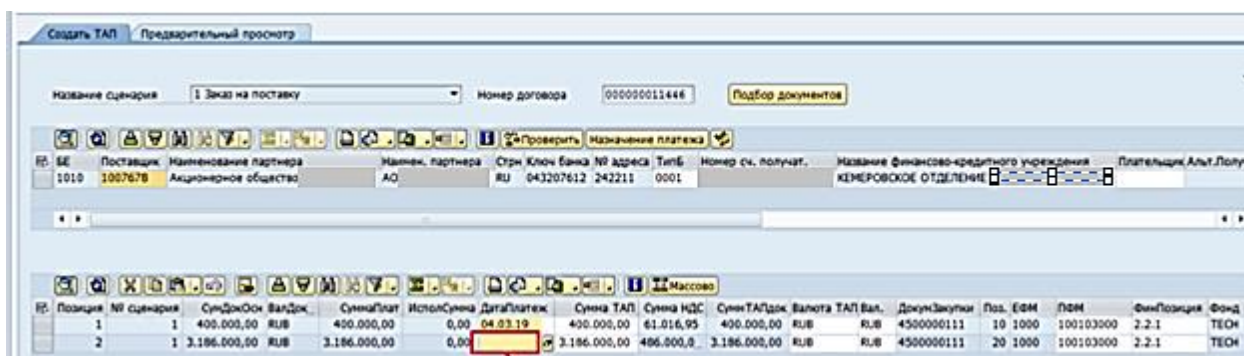 Создать ТАП Предварительный просмотр
Название сценария 1 Заказ на поставку Номер договора 000000011446 Подбор документов
Проверить Назначение платежа
БЕ Поставщик Наименование партнера Наимен. партнера Стрн Ключ банка № адреса ТипБ Номер сч. получат. Название финансово-кредитного учреждения Плательщик Альт.Полу
1010 1007678 Акционерное общество АО RU 043207612 242211 0001 КЕМЕРОВСКОЕ ОТДЕЛЕНИЕ
Массово
Позиция № сценария СумДокОсн ВалДок_ СуммаПлат ИсполСумма ДатаПлатеж Сумма ТАП Сумма НДС СуммТАПдок Валюта ТАП Вал. ДокумЗакупки Поз. ЕФМ ПФМ ФинПозиция Фонд
1 1 400.000,00 RUB 400.000,00 0,00 04.03.19 400.000,00 61.016,95 400.000,00 RUB RUB 4500000111 10 1000 100103000 2.2.1 TECH
2 1 3.186.000,00 RUB 3.186.000,00 0,00 3.186.000,00 486.000,0_ 3.186.000,00 RUB RUB 4500000111 20 1000 100103000 2.2.1 TECH